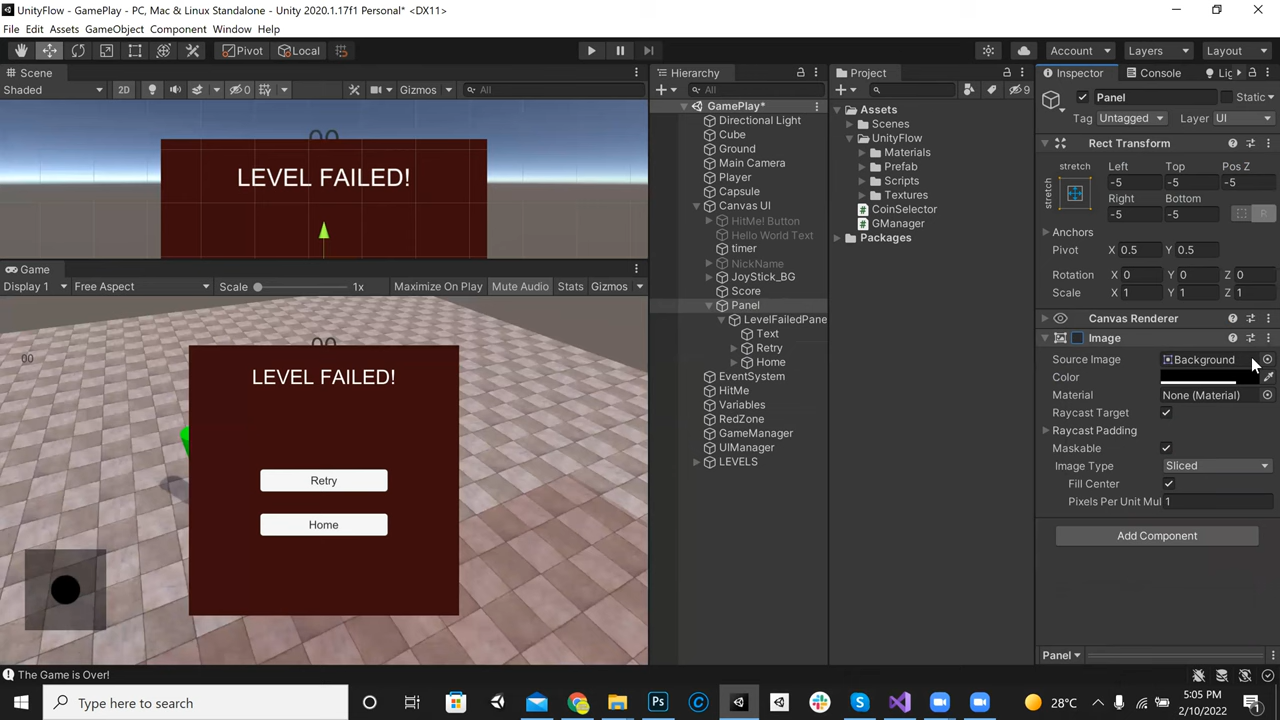 UnityFlow - GamePlay - PC, Mac & Linux Standalone - Unity 2020.1.17f1 Personal* <DX11>
File Edit Assets GameObject Component Window Help
Pivot Local Account Layers Layout
Scene
Shaded 2D 0 Gizmos All
00
LEVEL FAILED!
Game
Display 1 Free Aspect Scale 1x Maximize On Play Mute Audio Stats Gizmos
00
00
LEVEL FAILED!
Retry
Home
Hierarchy
All
GamePlay*
Directional Light
Cube
Ground
Main Camera
Player
Capsule
Canvas UI
HitMe! Button
Hello World Text
timer
NickName
JoyStick_BG
Score
Panel
LevelFailedPane
Text
Retry
Home
EventSystem
HitMe
Variables
RedZone
GameManager
UIManager
LEVELS
Project
9
Assets
Scenes
UnityFlow
Materials
Prefab
Scripts
Textures
CoinSelector
GManager
Packages
Inspector Console Lig
Panel Static
Tag Untagged Layer UI
Rect Transform
stretch
stretch
Left Top Pos Z
-5 -5 -5
Right Bottom
-5 -5 R
Anchors
Pivot X 0.5 Y 0.5
Rotation X 0 Y 0 Z 0
Scale X 1 Y 1 Z 1
Canvas Renderer
Image
Source Image Background
Color
Material None (Material)
Raycast Target
Raycast Padding
Maskable
Image Type Sliced
Fill Center
Pixels Per Unit Mul 1
Add Component
Panel
The Game is Over!
Type here to search
28°C
5:05 PM
2/10/2022
1